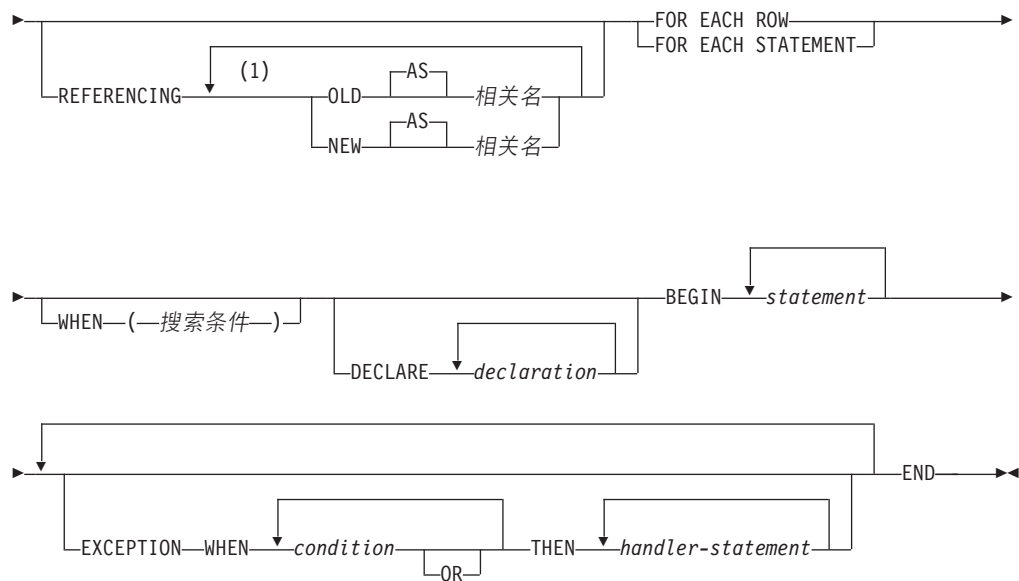 FOR EACH ROW
FOR EACH STATEMENT
(1)
REFERENCING OLD AS 相关名
NEW AS 相关名
WHEN ( 搜索条件 )
DECLARE declaration
BEGIN statement
EXCEPTION WHEN condition OR THEN handler-statement
END